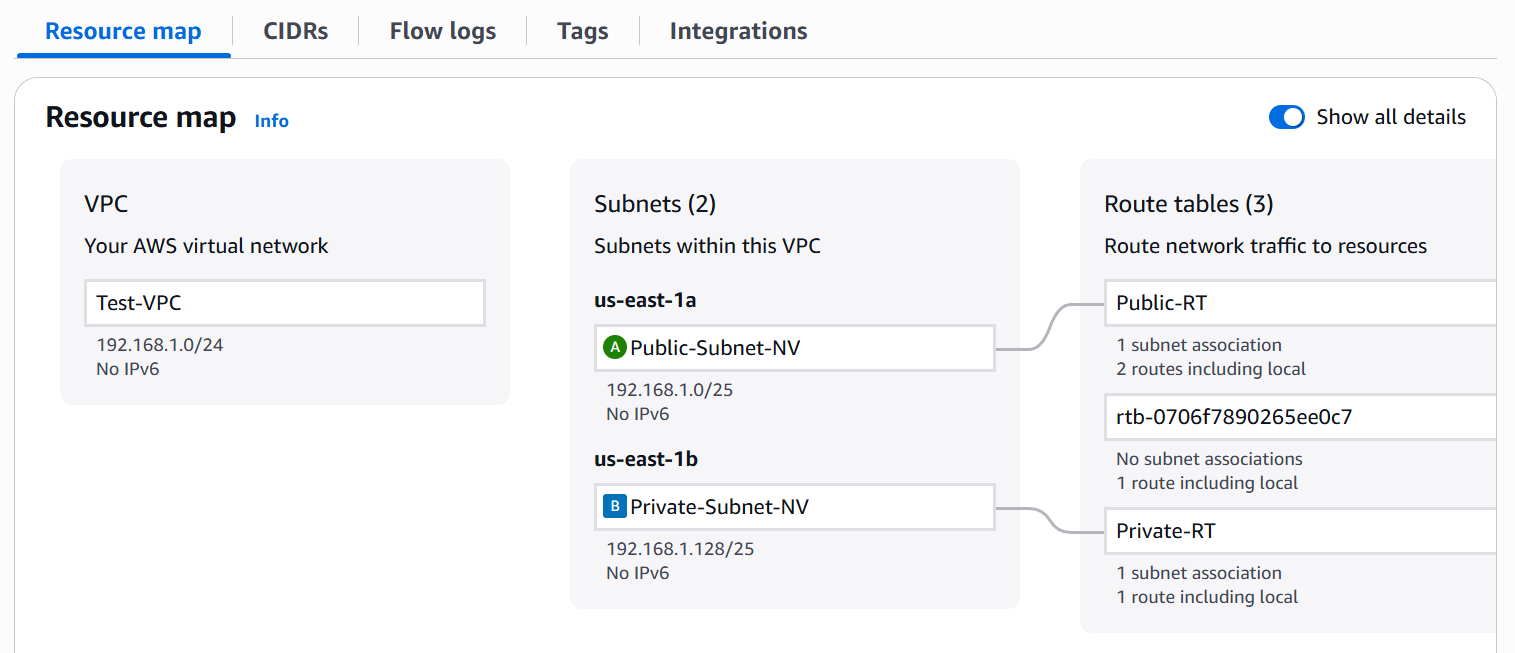 Resource map
CIDRs
Flow logs
Tags
Integrations
Resource map Info
Show all details
VPC
Your AWS virtual network
Test-VPC
192.168.1.0/24
No IPv6
Subnets (2)
Subnets within this VPC
us-east-1a
A Public-Subnet-NV
192.168.1.0/25
No IPv6
us-east-1b
B Private-Subnet-NV
192.168.1.128/25
No IPv6
Route tables (3)
Route network traffic to resources
Public-RT
1 subnet association
2 routes including local
rtb-0706f7890265ee0c7
No subnet associations
1 route including local
Private-RT
1 subnet association
1 route including local